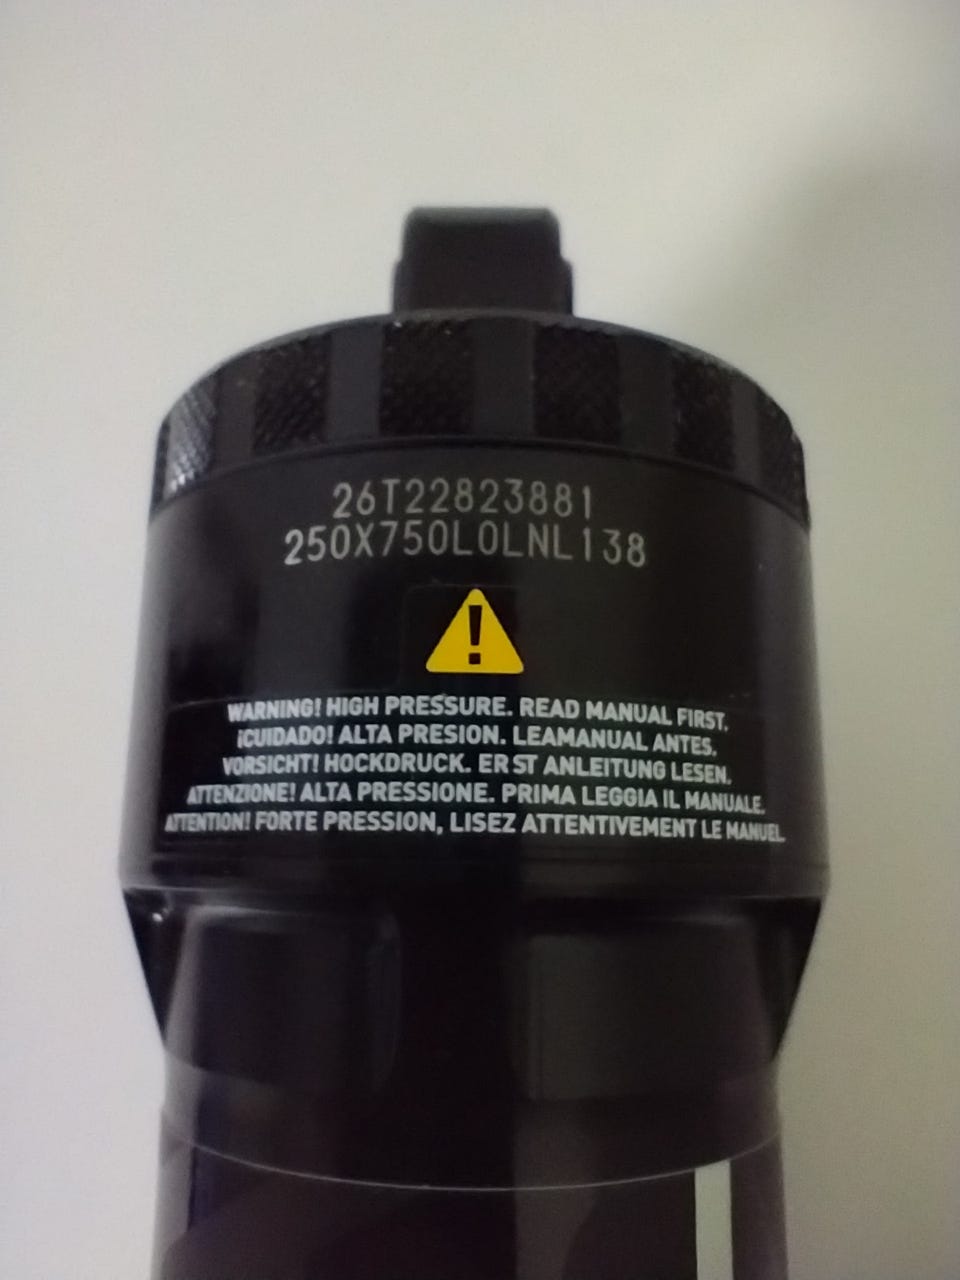 26T22823881
250X750L0LNL138
WARNING! HIGH PRESSURE. READ MANUAL FIRST.
¡CUIDADO! ALTA PRESION. LEAMANUAL ANTES.
VORSICHT! HOCKDRUCK. ER ST ANLEITUNG LESEN.
ATTENZIONE! ALTA PRESSIONE. PRIMA LEGGIA IL MANUALE.
ATTENTION! FORTE PRESSION, LISEZ ATTENTIVEMENT LE MANUEL.